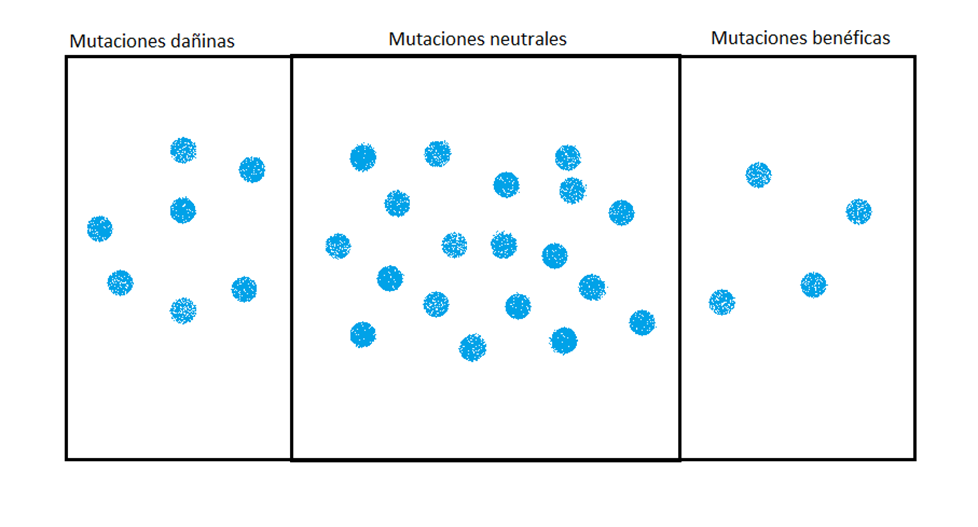 Mutaciones dañinas
Mutaciones neutrales
Mutaciones benéficas